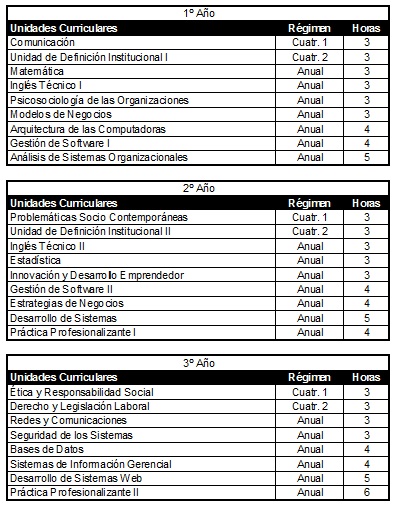 1º Año
Unidades Curriculares Régimen Horas
Comunicación Cuatr. 1 3
Unidad de Definición Institucional I Cuatr. 2 3
Matemática Anual 3
Inglés Técnico I Anual 3
Psicosociología de las Organizaciones Anual 3
Modelos de Negocios Anual 3
Arquitectura de las Computadoras Anual 4
Gestión de Software I Anual 4
Análisis de Sistemas Organizacionales Anual 5
2º Año
Unidades Curriculares Régimen Horas
Problemáticas Socio Contemporáneas Cuatr. 1 3
Unidad de Definición Institucional II Cuatr. 2 3
Inglés Técnico II Anual 3
Estadística Anual 3
Innovación y Desarrollo Emprendedor Anual 3
Gestión de Software II Anual 4
Estrategias de Negocios Anual 4
Desarrollo de Sistemas Anual 5
Práctica Profesionalizante I Anual 4
3º Año
Unidades Curriculares Régimen Horas
Ética y Responsabilidad Social Cuatr. 1 3
Derecho y Legislación Laboral Cuatr. 2 3
Redes y Comunicaciones Anual 3
Seguridad de los Sistemas Anual 3
Bases de Datos Anual 4
Sistemas de Información Gerencial Anual 4
Desarrollo de Sistemas Web Anual 5
Práctica Profesionalizante II Anual 6